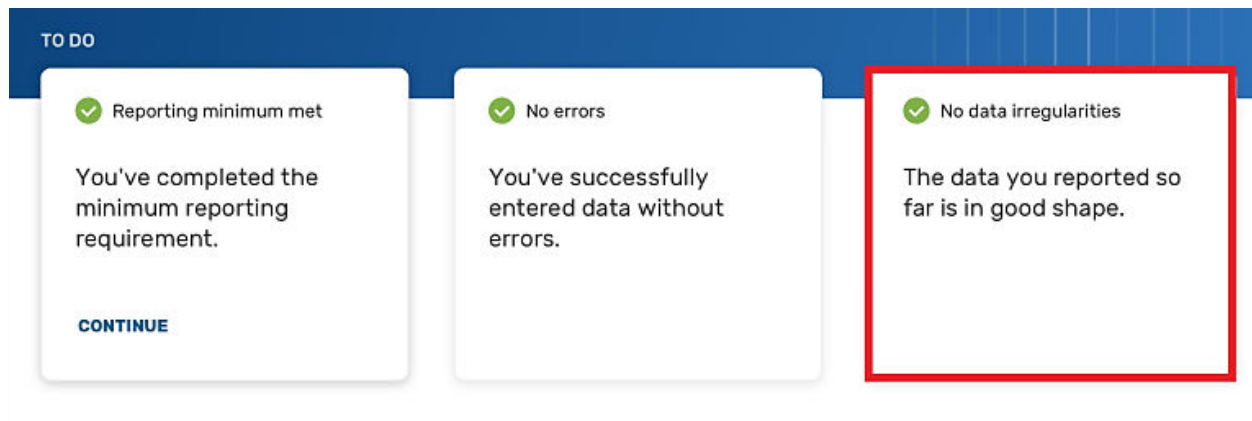 TO DO
Reporting minimum met
You've completed the
minimum reporting
requirement.
CONTINUE
No errors
You've successfully
entered data without
errors.
No data irregularities
The data you reported so
far is in good shape.